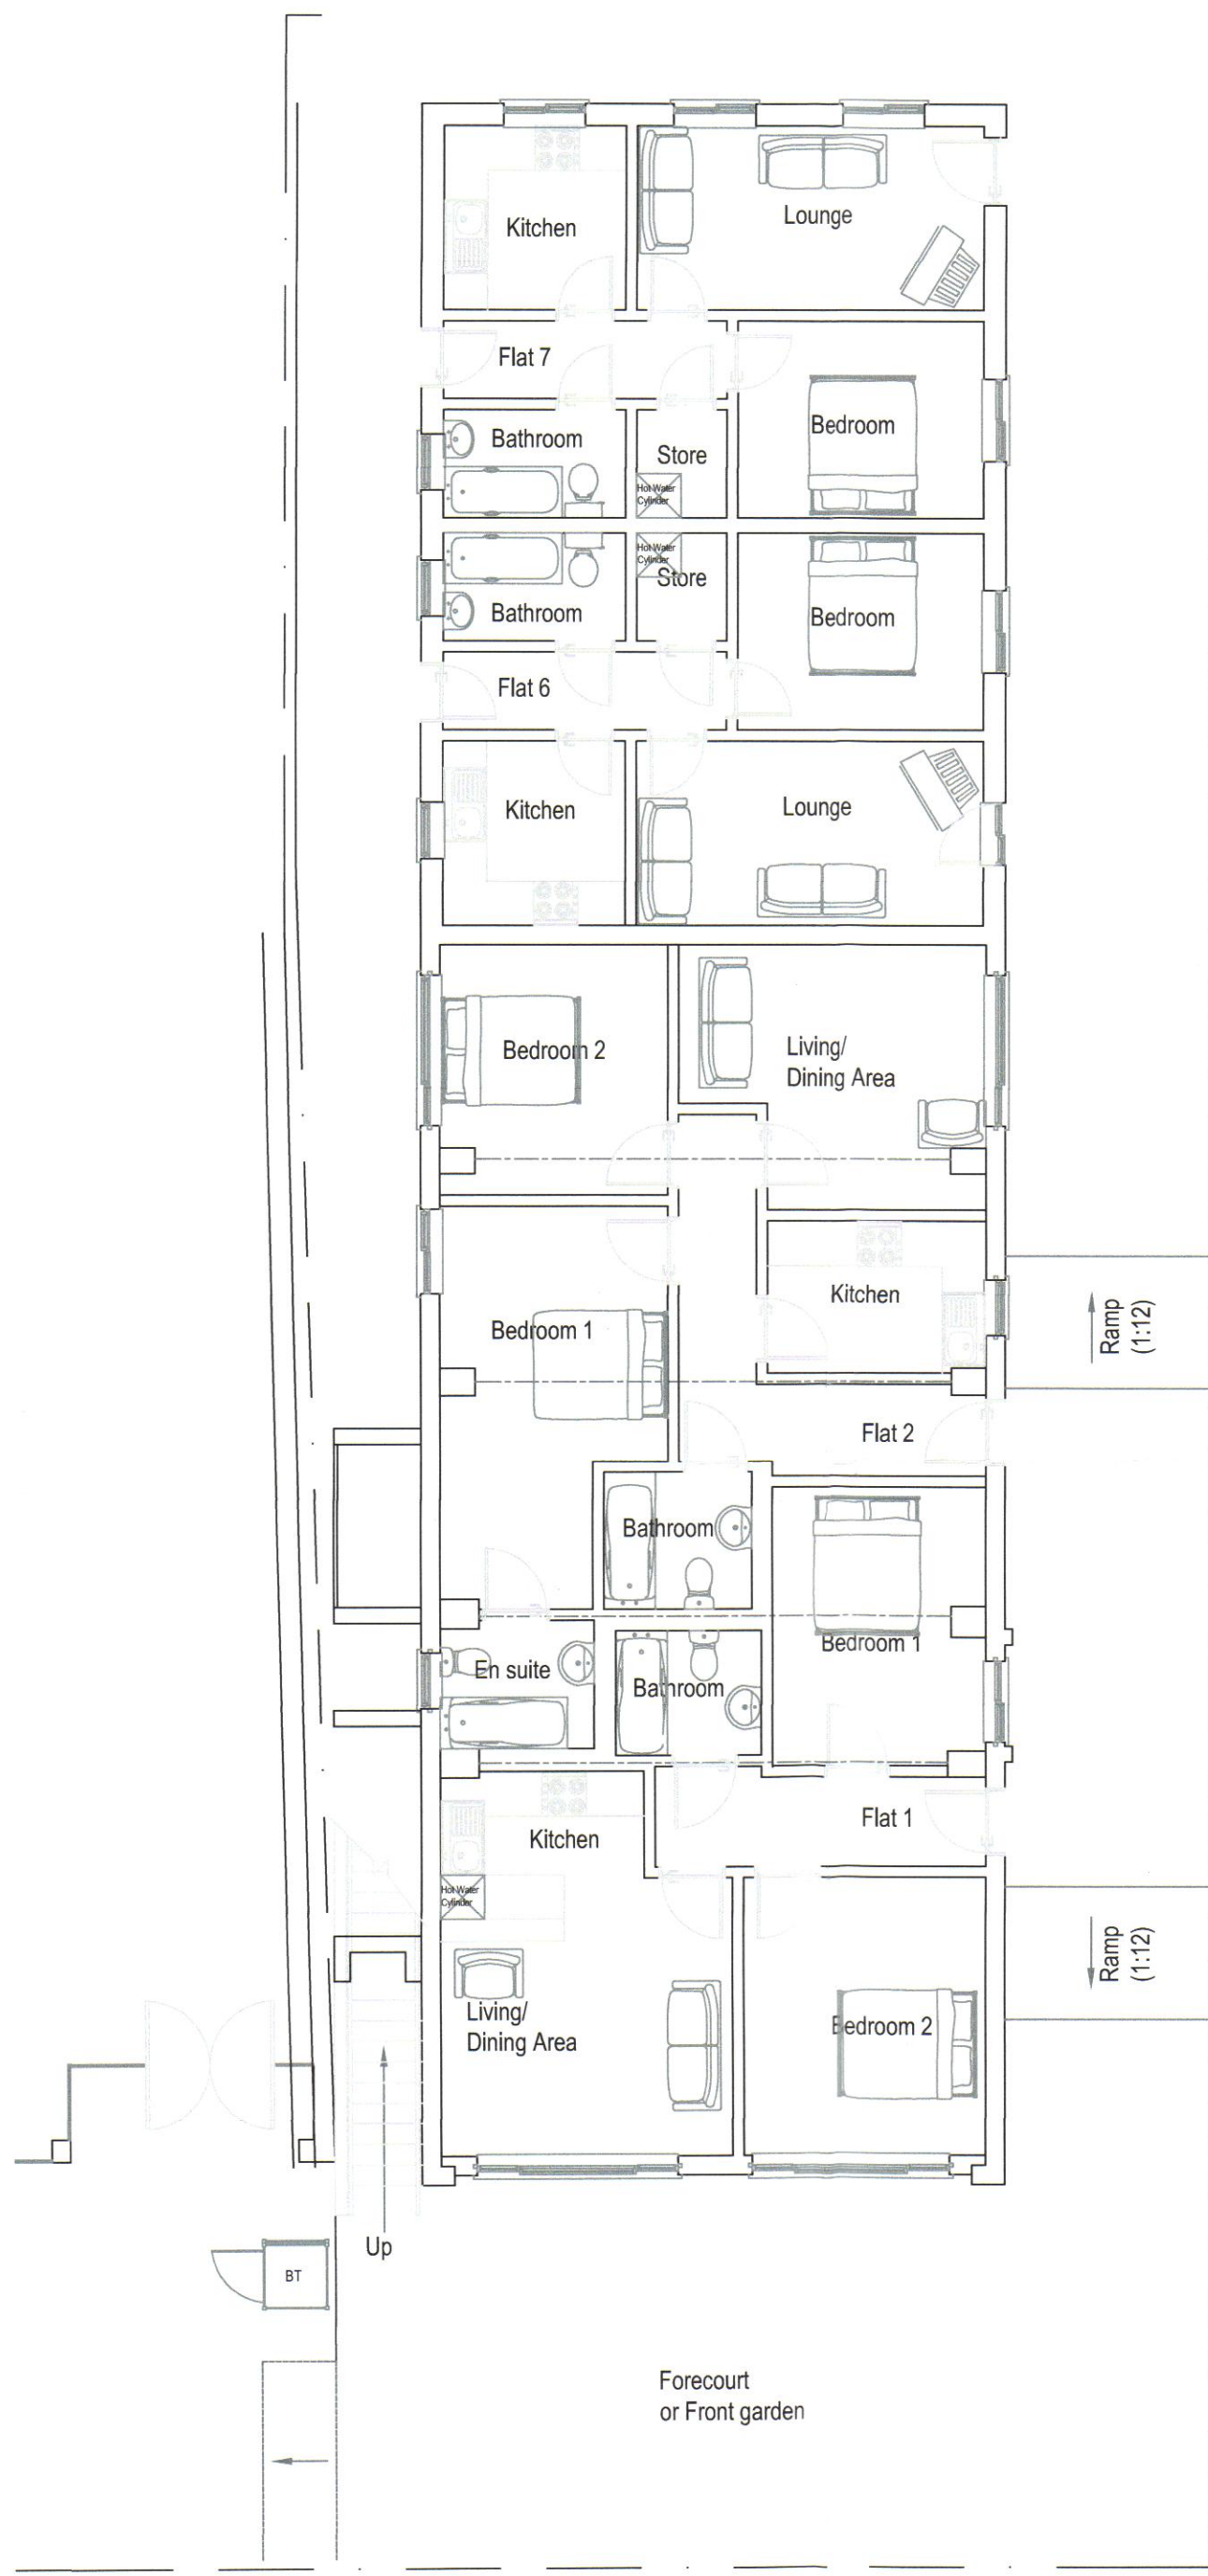 Kitchen
Lounge
Flat 7
Bedroom
Bathroom
Store
Hot Water
Cylinder
Hot Water
Cylinder
Store
Bathroom
Bedroom
Flat 6
Kitchen
Lounge
Bedroom 2
Living/
Dining Area
Kitchen
Ramp
(1:12)
Bedroom 1
Flat 2
Bathroom
Bedroom 1
En suite
Bathroom
Flat 1
Kitchen
Hot Water
Cylinder
Ramp
(1:12)
Living/
Dining Area
Bedroom 2
Up
BT
Forecourt
or Front garden